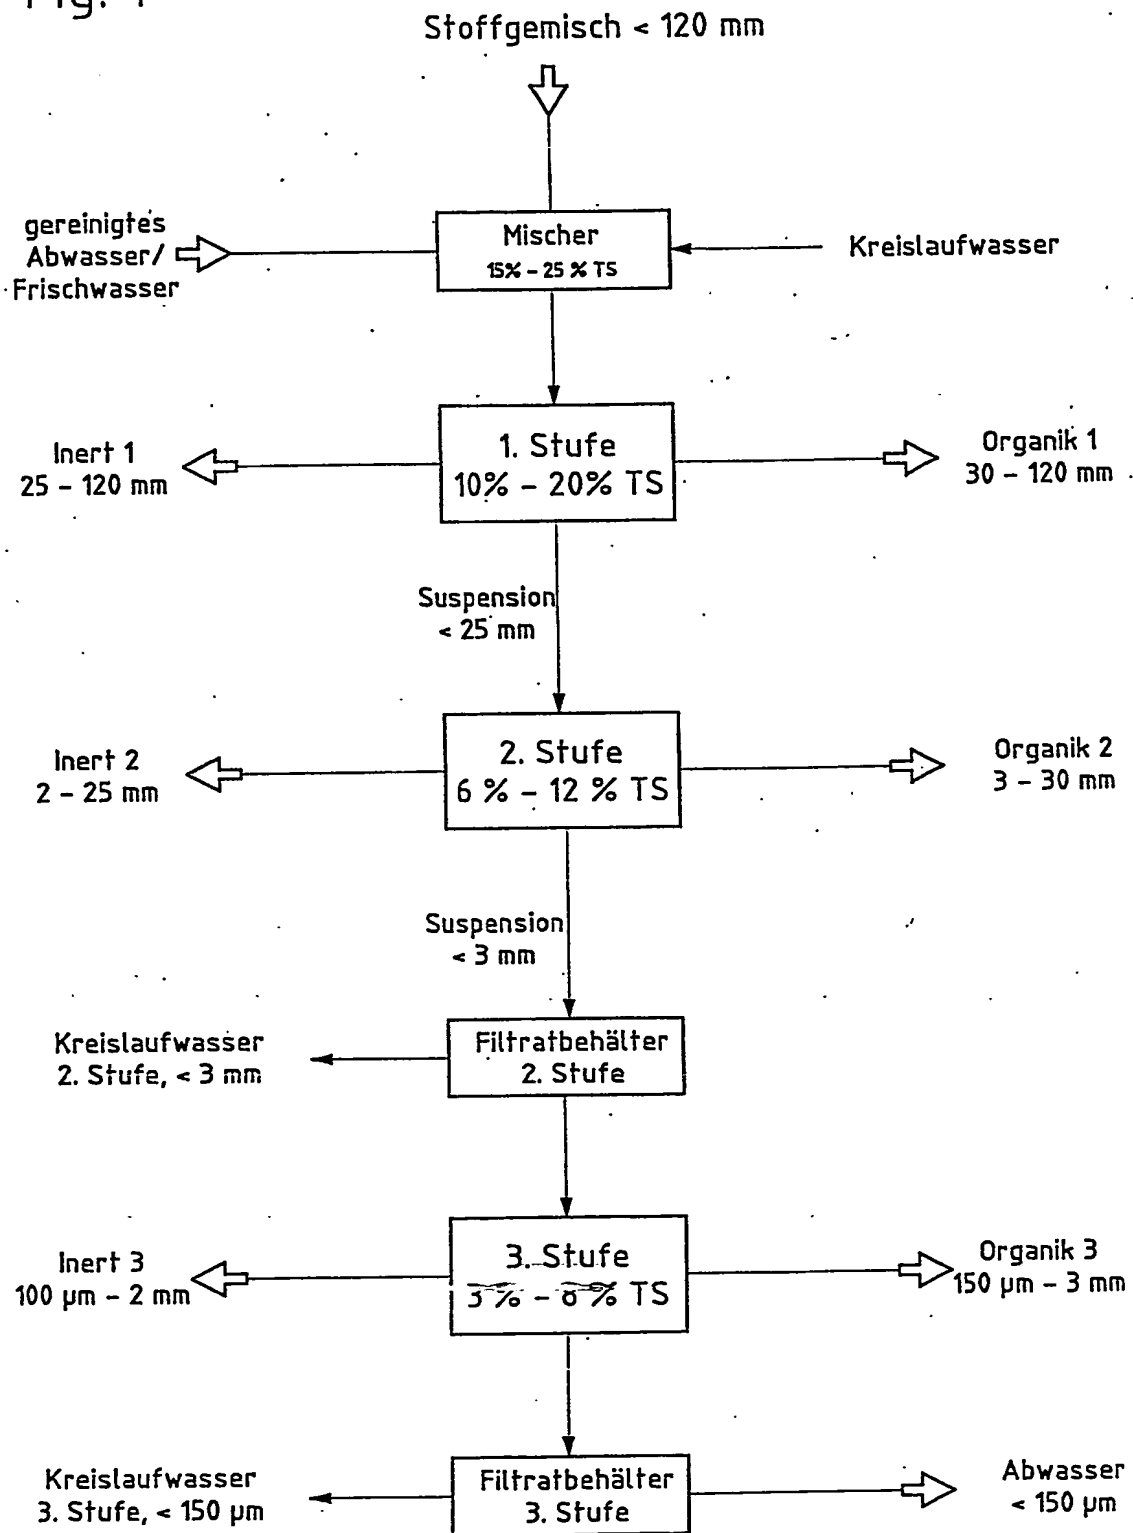 Fig.
Stoffgemisch < 120 mm
gereinigtes
Abwasser/
Frischwasser
Mischer
15% – 25 % TS
Kreislaufwasser
Inert 1
25 – 120 mm
1. Stufe
10% – 20% TS
Organik 1
30 – 120 mm
Suspension
< 25 mm
Inert 2
2 – 25 mm
2. Stufe
6 % – 12 % TS
Organik 2
3 – 30 mm
Suspension
< 3 mm
Kreislaufwasser
2. Stufe, < 3 mm
Filtratbehälter
2. Stufe
Inert 3
100 µm – 2 mm
3. Stufe
3 % – % TS
Organik 3
150 µm – 3 mm
Kreislaufwasser
3. Stufe, < 150 µm
Filtratbehälter
3. Stufe
Abwasser
< 150 µm